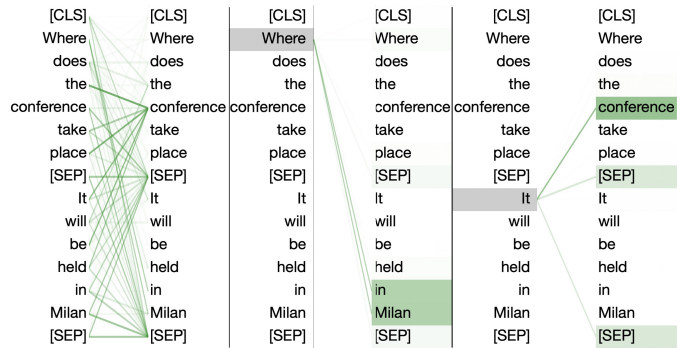 [CLS] [CLS] [CLS] [CLS] [CLS] [CLS]
Where Where Where Where Where Where
does does does does does does
the the the the the the
conference conference conference conference conference conference
take take take take take take
place place place place place place
[SEP] [SEP] [SEP] [SEP] [SEP] [SEP]
It It It It It It
will will will will will will
be be be be be be
held held held held held held
in in in in in in
Milan Milan Milan Milan Milan Milan
[SEP] [SEP] [SEP] [SEP] [SEP] [SEP]